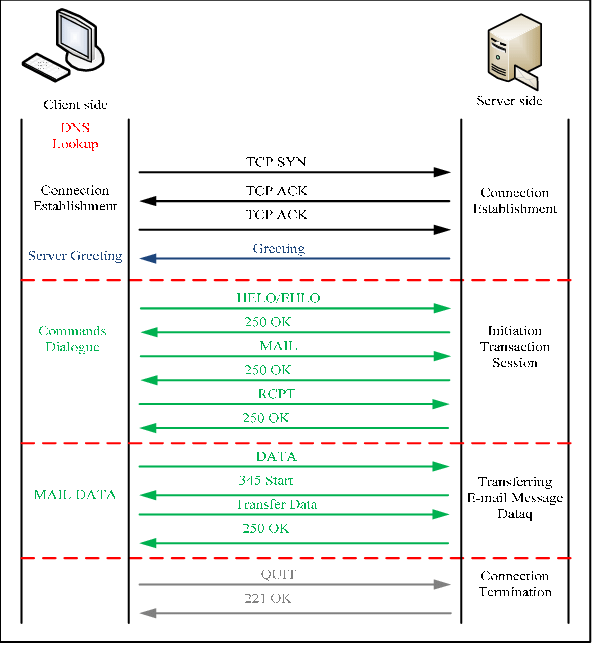 Client side
Server side
DNS
Lookup
TCP SYN
Connection
Establishment
TCP ACK
Connection
Establishment
TCP ACK
Server Greeting
Greeting
HELO/EHLO
250 OK
Commands
Dialogue
MAIL
Initiation
Transaction
Session
250 OK
RCPT
250 OK
DATA
345 Start
MAIL DATA
Transferring
E-mail Message
Dataq
Transfer Data
250 OK
QUIT
Connection
Termination
221 OK